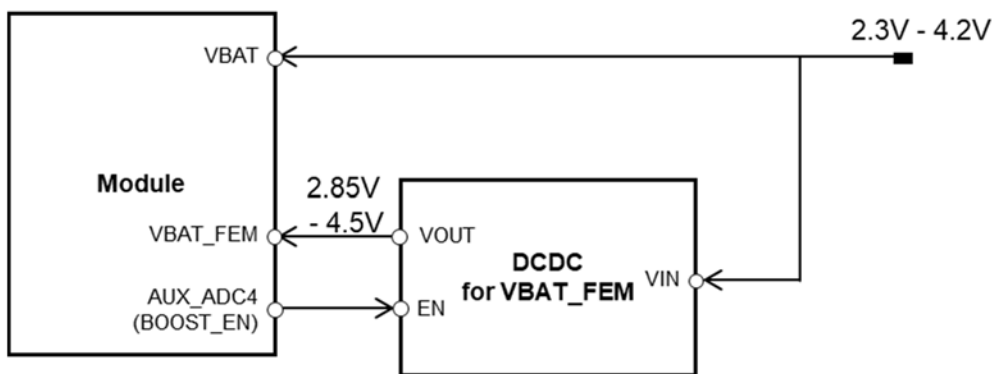 2.3V - 4.2V
VBAT
Module
2.85V
- 4.5V
VBAT_FEM
VOUT
DCDC
for VBAT_FEM
VIN
AUX_ADC4
(BOOST_EN)
EN